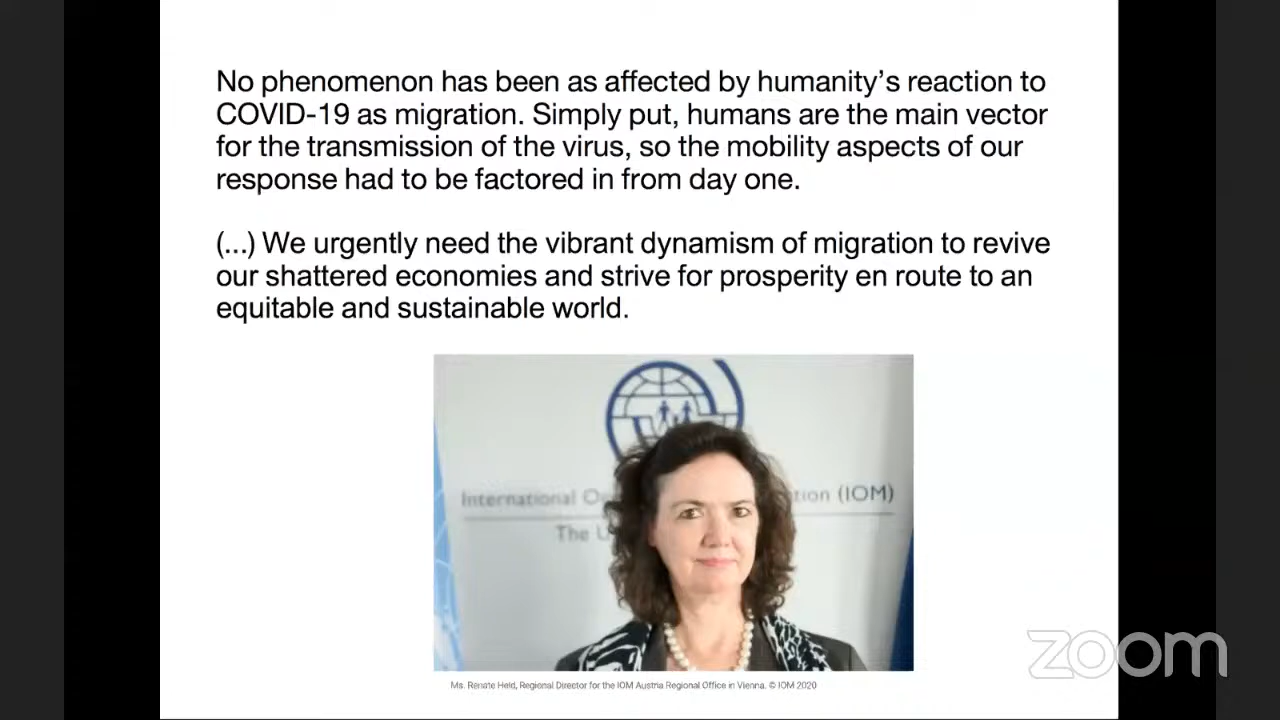 No phenomenon has been as affected by humanity’s reaction to
COVID-19 as migration. Simply put, humans are the main vector
for the transmission of the virus, so the mobility aspects of our
response had to be factored in from day one.
(...) We urgently need the vibrant dynamism of migration to revive
our shattered economies and strive for prosperity en route to an
equitable and sustainable world.
International O tion (IOM)
The U
Ms. Renate Held, Regional Director for the IOM Austria Regional Office in Vienna. © IOM 2020
zoom